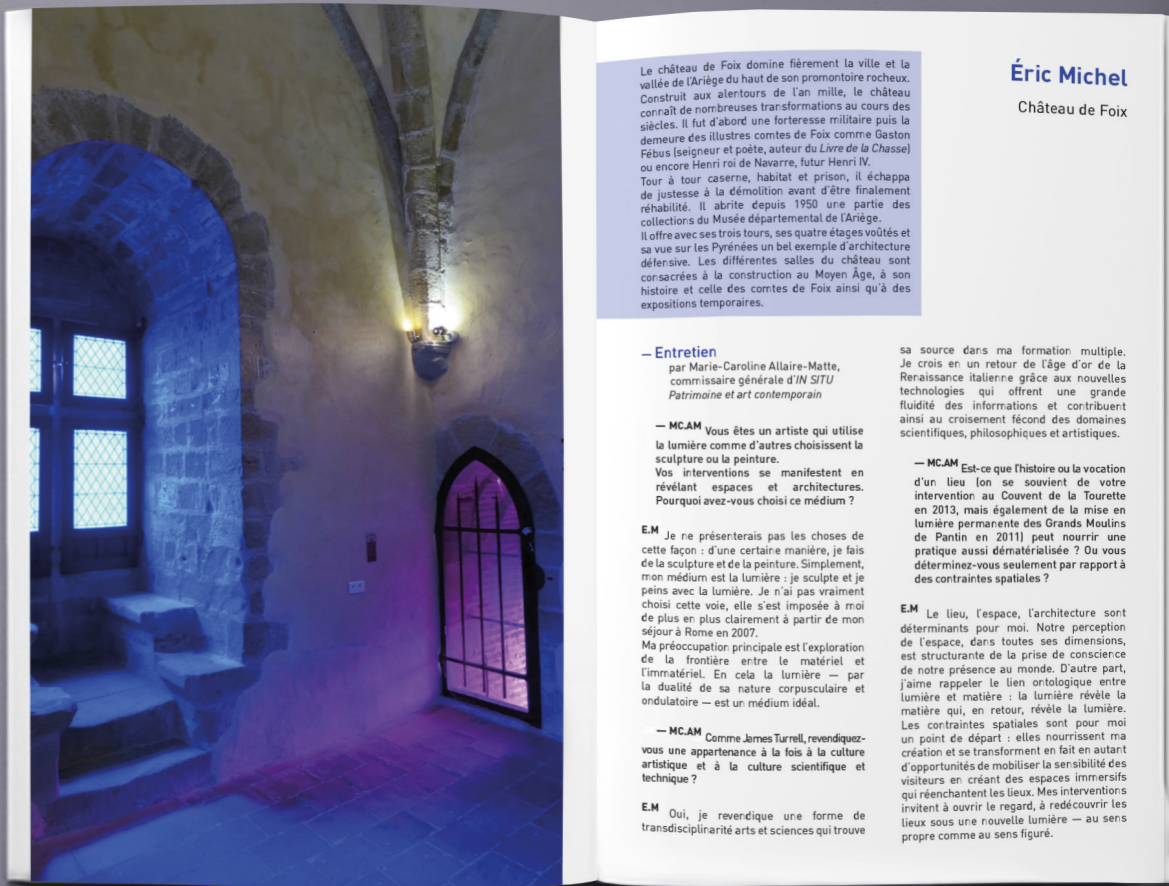 Le château de Foix domine fièrement la ville et la
vallée de l'Ariège du haut de son promontoire rocheux.
Construit aux alentours de l'an mille, le château
connaît de nombreuses transformations au cours des
siècles. Il fut d'abord une forteresse militaire puis la
demeure des illustres comtes de Foix comme Gaston
Fébus (seigneur et poète, auteur du Livre de la Chasse)
ou encore Henri roi de Navarre, futur Henri IV.
Tour à tour caserne, habitat et prison, il échappa
de justesse à la démolition avant d'être finalement
réhabilité. Il abrite depuis 1950 une partie des
collections du Musée départemental de l'Ariège.
Il offre avec ses trois tours, ses quatre étages voûtés et
sa vue sur les Pyrénées un bel exemple d'architecture
défensive. Les différentes salles du château sont
consacrées à la construction au Moyen Âge, à son
histoire et celle des comtes de Foix ainsi qu'à des
expositions temporaires.
Éric Michel
Château de Foix
— Entretien
par Marie-Caroline Allaire-Matte,
commissaire générale d'IN SITU
Patrimoine et art contemporain
— MC.AM Vous êtes un artiste qui utilise
la lumière comme d'autres choisissent la
sculpture ou la peinture.
Vos interventions se manifestent en
révélant espaces et architectures.
Pourquoi avez-vous choisi ce médium ?
E.M Je ne présenterais pas les choses de
cette façon : d'une certaine manière, je fais
de la sculpture et de la peinture. Simplement,
mon médium est la lumière : je sculpte et je
peins avec la lumière. Je n'ai pas vraiment
choisi cette voie, elle s'est imposée à moi
de plus en plus clairement à partir de mon
séjour à Rome en 2007.
Ma préoccupation principale est l'exploration
de la frontière entre le matériel et
l'immatériel. En cela la lumière — par
la dualité de sa nature corpusculaire et
ondulatoire — est un médium idéal.
— MC.AM Comme James Turrell, revendiquez-
vous une appartenance à la fois à la culture
artistique et à la culture scientifique et
technique ?
E.M Oui, je revendique une forme de
transdisciplinarité arts et sciences qui trouve
sa source dans ma formation multiple.
Je crois en un retour de l'âge d'or de la
Renaissance italienne grâce aux nouvelles
technologies qui offrent une grande
fluidité des informations et contribuent
ainsi au croisement fécond des domaines
scientifiques, philosophiques et artistiques.
— MC.AM Est-ce que l'histoire ou la vocation
d'un lieu (on se souvient de votre
intervention au Couvent de la Tourette
en 2013, mais également de la mise en
lumière permanente des Grands Moulins
de Pantin en 2011) peut nourrir une
pratique aussi dématérialisée ? Ou vous
déterminez-vous seulement par rapport à
des contraintes spatiales ?
E.M Le lieu, l'espace, l'architecture sont
déterminants pour moi. Notre perception
de l'espace, dans toutes ses dimensions,
est structurante de la prise de conscience
de notre présence au monde. D'autre part,
j'aime rappeler le lien ontologique entre
lumière et matière : la lumière révèle la
matière qui, en retour, révèle la lumière.
Les contraintes spatiales sont pour moi
un point de départ : elles nourrissent ma
création et se transforment en fait en autant
d'opportunités de mobiliser la sensibilité des
visiteurs en créant des espaces immersifs
qui réenchantent les lieux. Mes interventions
invitent à ouvrir le regard, à redécouvrir les
lieux sous une nouvelle lumière — au sens
propre comme au sens figuré.